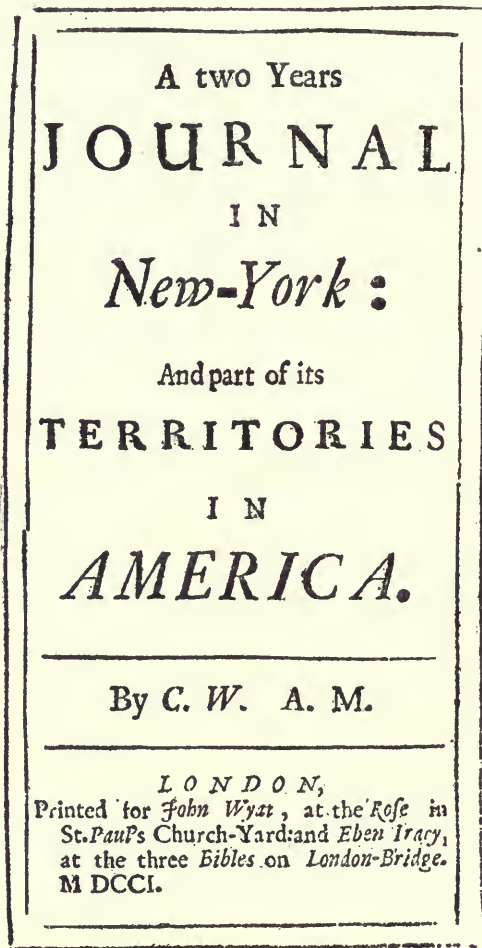 A two Years
JOURNAL
IN
New-York:
And part of its
TERRITORIES
IN
AMERICA.
By C. W. A. M.
LONDON,
Printed for John Wyat, at the Rose in
St. Paul's Church-Yard: and Eben Tracy,
at the three Bibles on London-Bridge.
M DCCI.